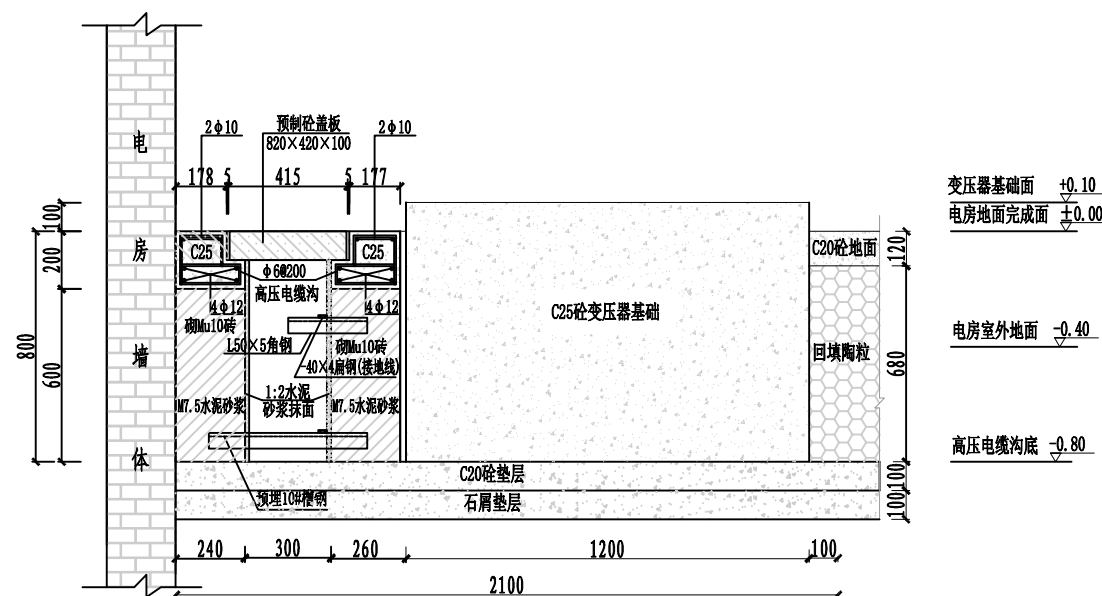 预制砼盖板
820×420×100
2φ10
2φ10
178
5
415
5
177
100
200
800
600
电
房
墙
体
C25
C25
φ6@200
高压电缆沟
4φ12
4φ12
砌Mu10砖
L50×5角钢
砌Mu10砖
-40×4扁钢(接地线)
1:2水泥
砂浆抹面
M7.5水泥砂浆
M7.5水泥砂浆
预埋10#槽钢
C25砼变压器基础
C20砼垫层
石屑垫层
C20砼地面
回填陶粒
120
680
100
100
变压器基础面
+0.10
电房地面完成面
±0.00
电房室外地面
-0.40
高压电缆沟底
-0.80
240
300
260
1200
100
2100